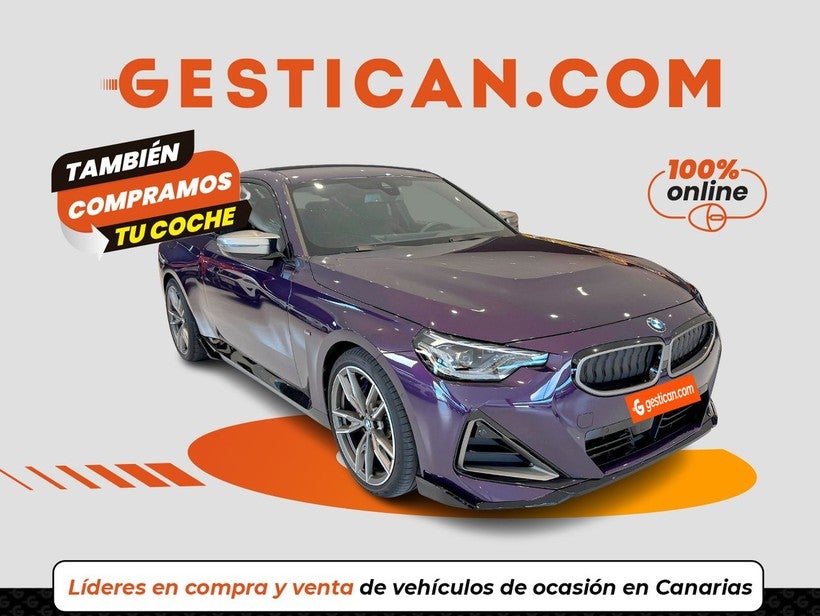 GESTICAN.COM
TAMBIÉN
COMPRAMOS
TU COCHE
100%
online
gestican.com
Líderes en compra y venta de vehículos de ocasión en Canarias